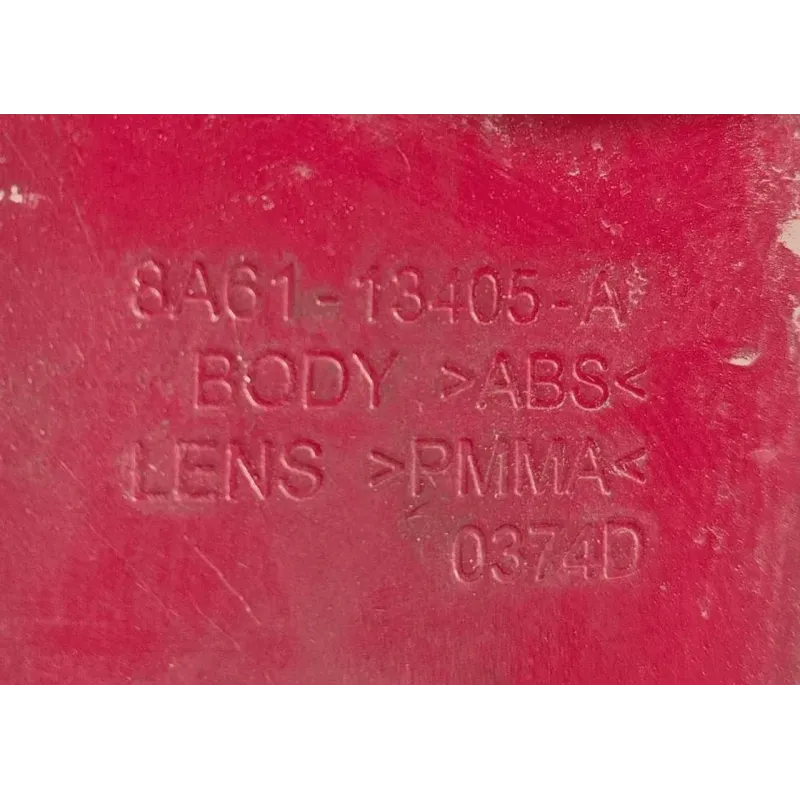 8A61-13405-A
BODY >ABS<
LENS >PMMA<
0374D